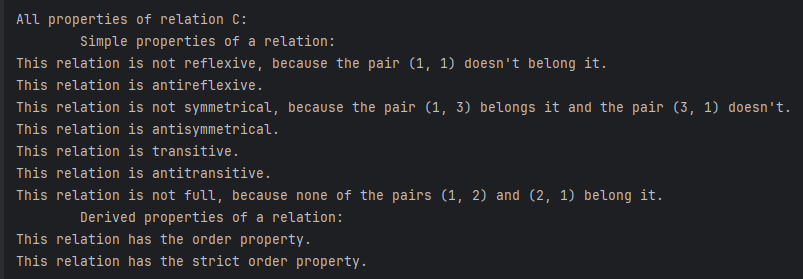 All properties of relation C:
Simple properties of a relation:
This relation is not reflexive, because the pair (1, 1) doesn't belong it.
This relation is antireflexive.
This relation is not symmetrical, because the pair (1, 3) belongs it and the pair (3, 1) doesn't.
This relation is antisymmetrical.
This relation is transitive.
This relation is antitransitive.
This relation is not full, because none of the pairs (1, 2) and (2, 1) belong it.
Derived properties of a relation:
This relation has the order property.
This relation has the strict order property.